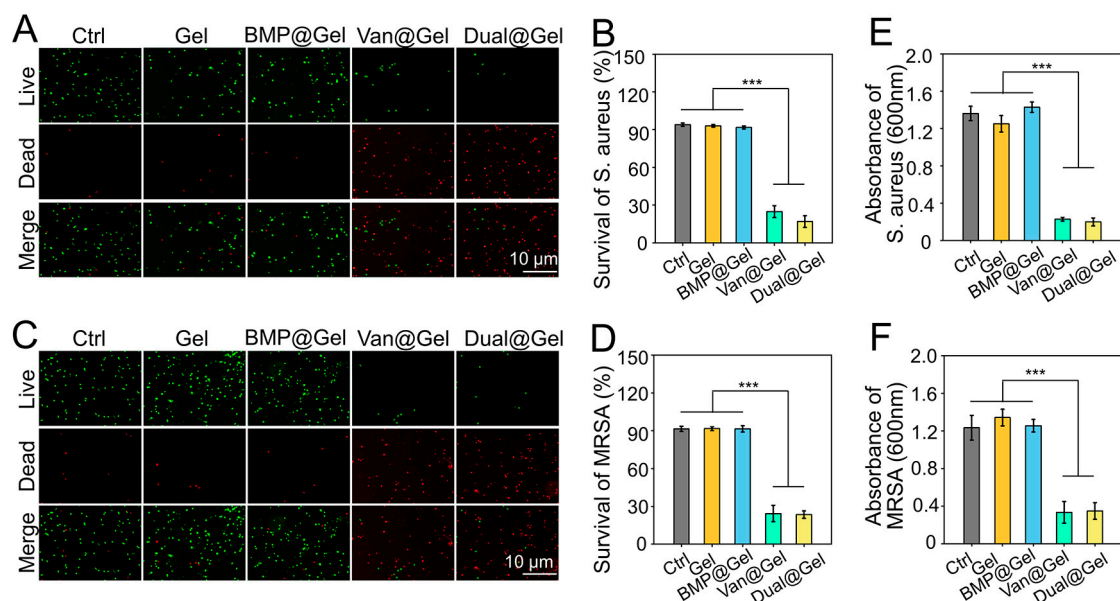 A
Ctrl Gel BMP@Gel Van@Gel Dual@Gel
Live
Dead
Merge
10 μm
B
Survival of S. aureus (%)
150
120
90
60
30
0
***
Ctrl
Gel
BMP@Gel
Van@Gel
Dual@Gel
E
Absorbance of
S. aureus (600nm)
2.0
1.6
1.2
0.8
0.4
0
***
Ctrl
Gel
BMP@Gel
Van@Gel
Dual@Gel
C
Ctrl Gel BMP@Gel Van@Gel Dual@Gel
Live
Dead
Merge
10 μm
D
Survival of MRSA (%)
150
120
90
60
30
0
***
Ctrl
Gel
BMP@Gel
Van@Gel
Dual@Gel
F
Absorbance of
MRSA (600nm)
2.0
1.6
1.2
0.8
0.4
0
***
Ctrl
Gel
BMP@Gel
Van@Gel
Dual@Gel